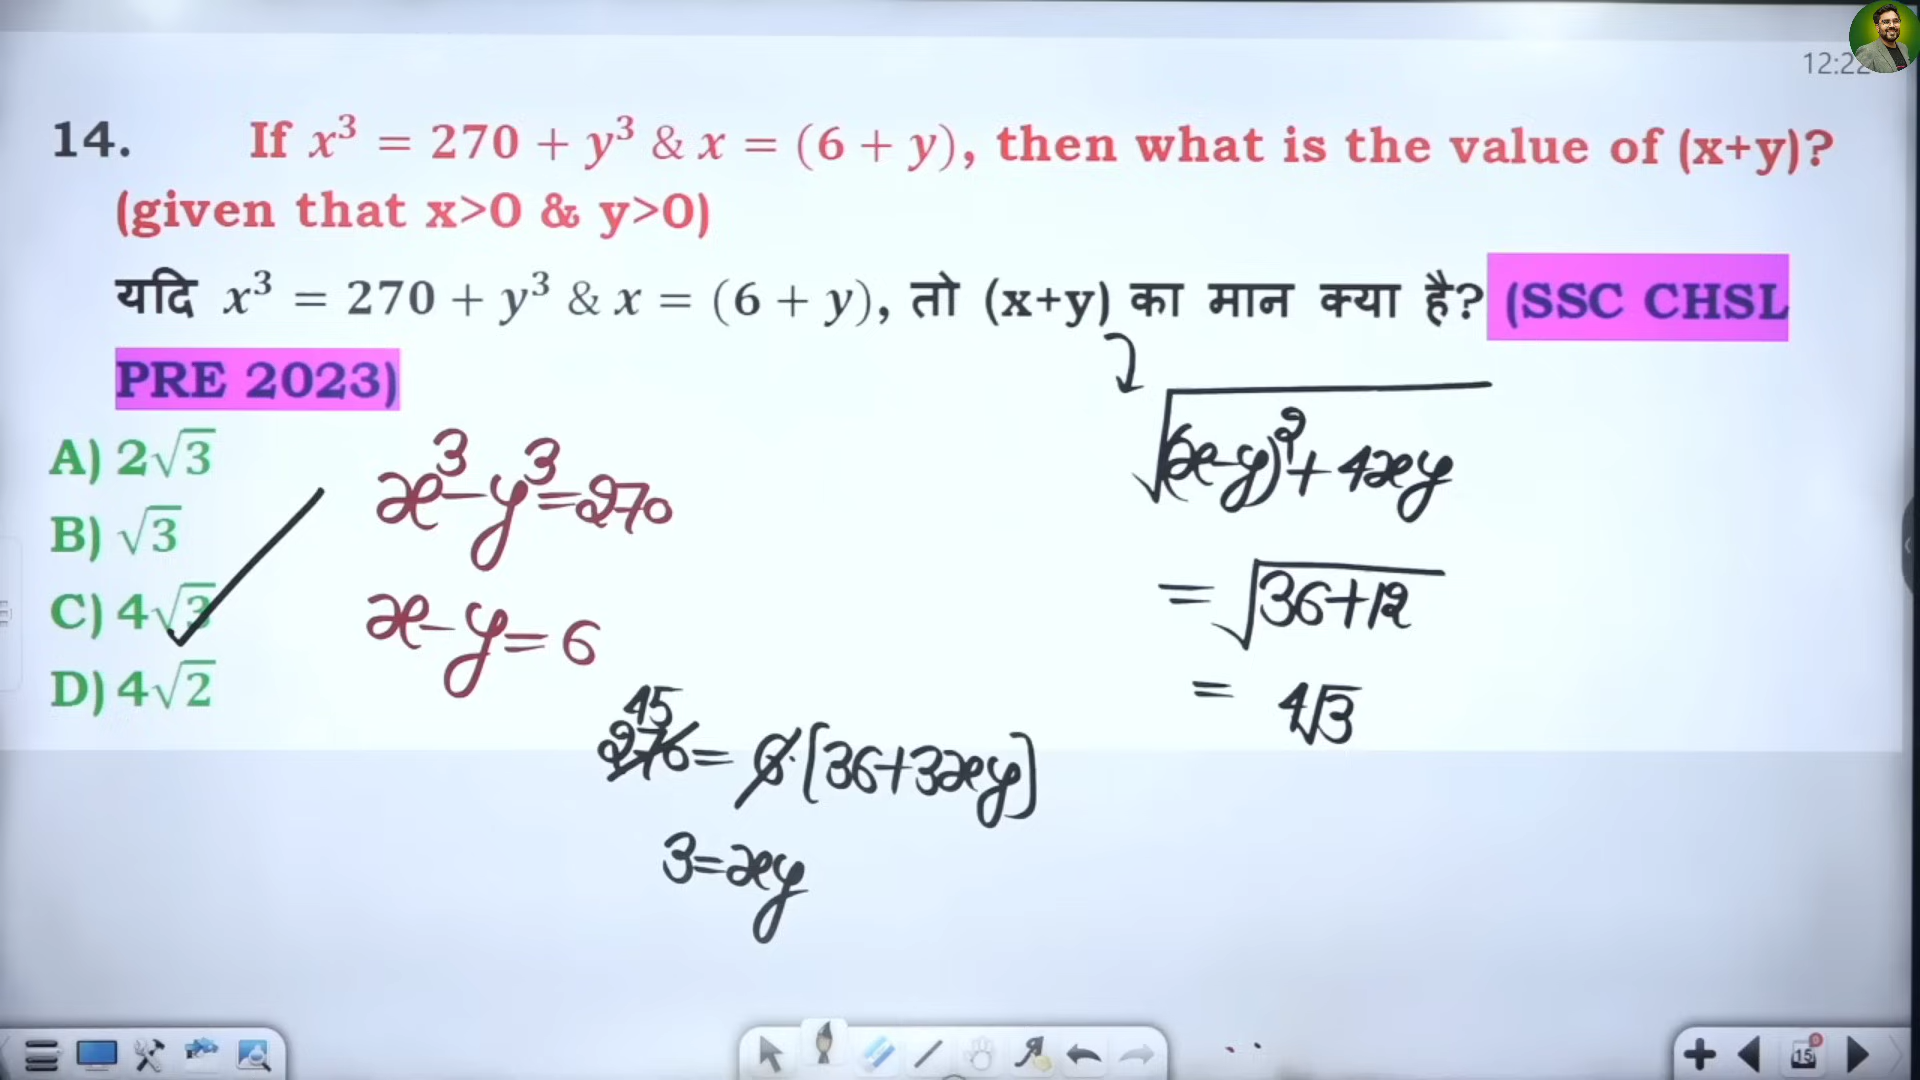 12:22
14. If x³ = 270 + y³ & x = (6 + y), then what is the value of (x+y)?
(given that x>0 & y>0)
यदि x³ = 270 + y³ & x = (6 + y), तो (x+y) का मान क्या है? (SSC CHSL
PRE 2023)
A) 2√3
B) √3
C) 4√3
D) 4√2
x³-y³=270
x-y=6
45
270=6·[36+3xy]
3=xy
√(x-y)²+4xy
=√36+12
= 4√3
15